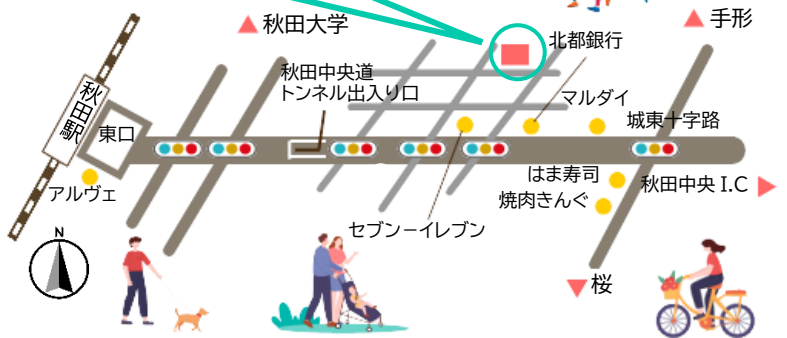 秋田大学
手形
北都銀行
秋田中央道
トンネル出入り口
マルダイ
秋田駅
東口
城東十字路
はま寿司
秋田中央 I.C
アルヴェ
焼肉きんぐ
セブン−イレブン
N
桜